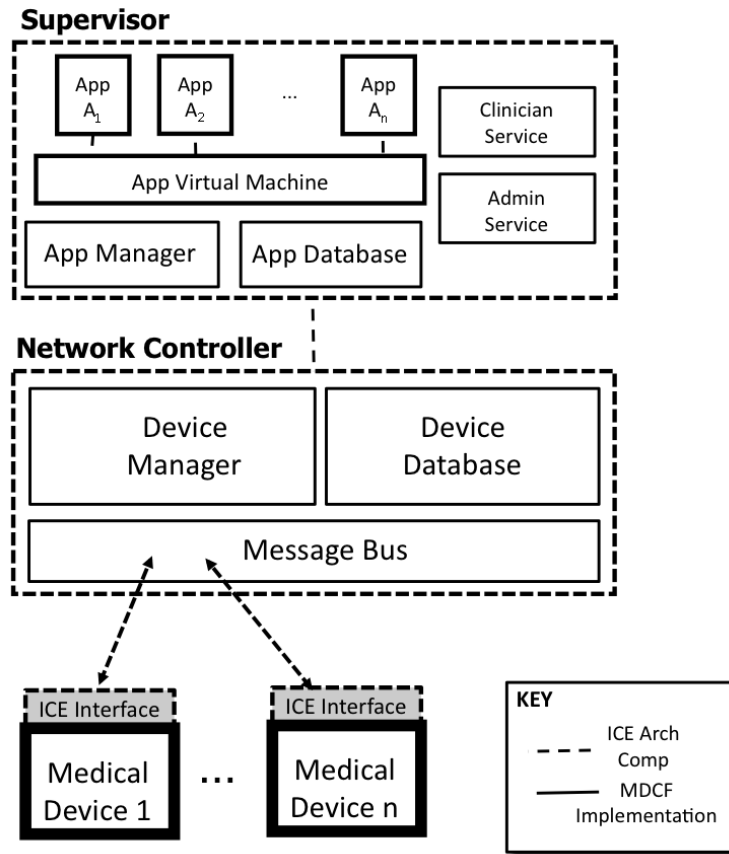 Supervisor
App
A1
App
A2
...
App
An
Clinician
Service
App Virtual Machine
Admin
Service
App Manager
App Database
Network Controller
Device
Manager
Device
Database
Message Bus
ICE Interface
ICE Interface
Medical
Device 1
...
Medical
Device n
KEY
ICE Arch
Comp
MDCF
Implementation